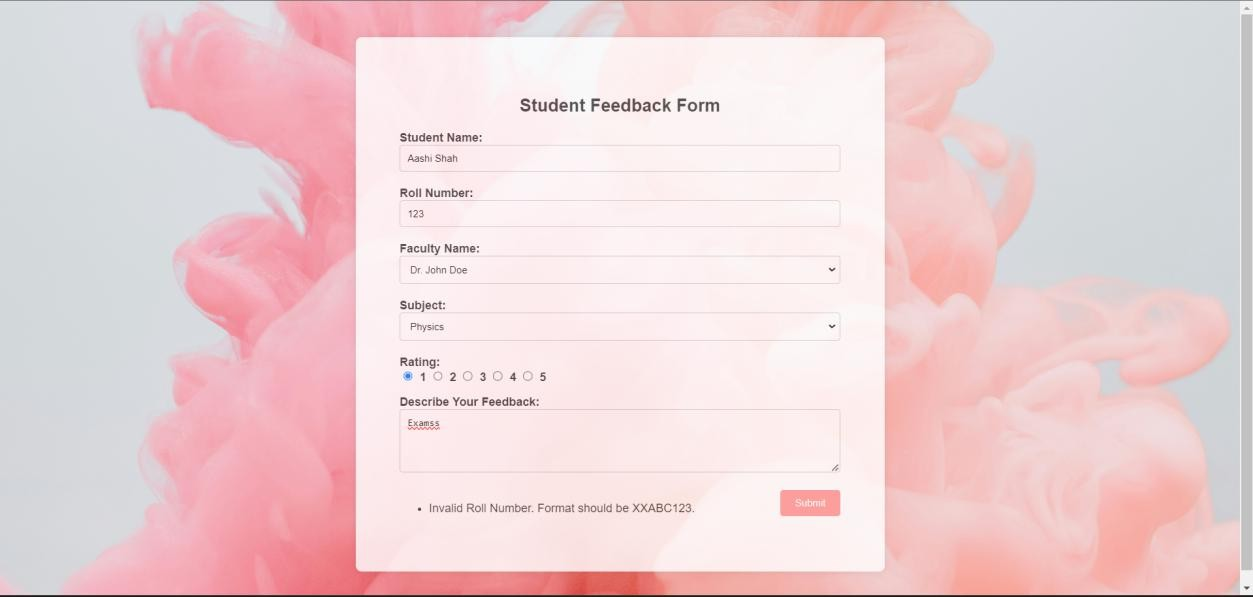 Student Feedback Form
Student Name:
Aashi Shah
Roll Number:
123
Faculty Name:
Dr. John Doe
Subject:
Physics
Rating:
1 2 3 4 5
Describe Your Feedback:
Examss
Invalid Roll Number. Format should be XXABC123.
Submit